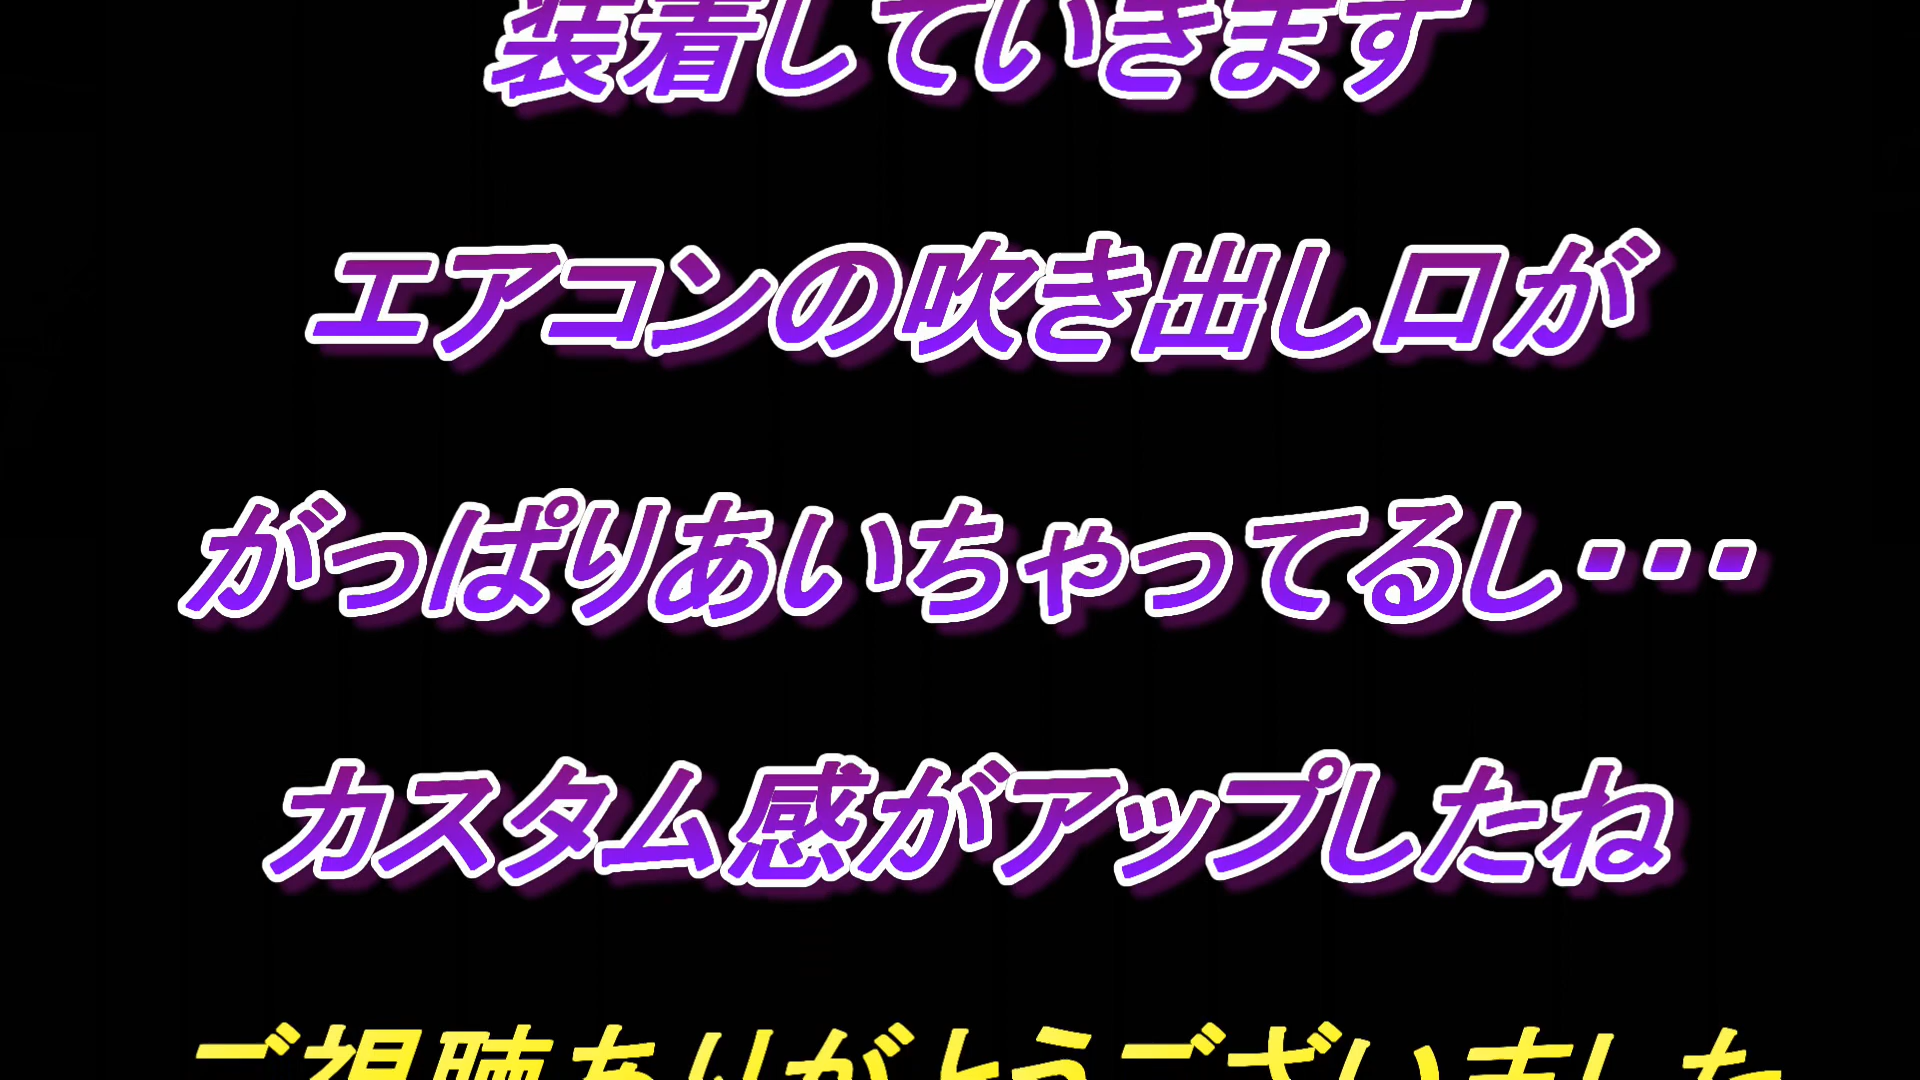 装着していきます
エアコンの吹き出し口が
がっぱりあいちゃってるし・・・
カスタム感がアップしたね
ご視聴ありがとうございました